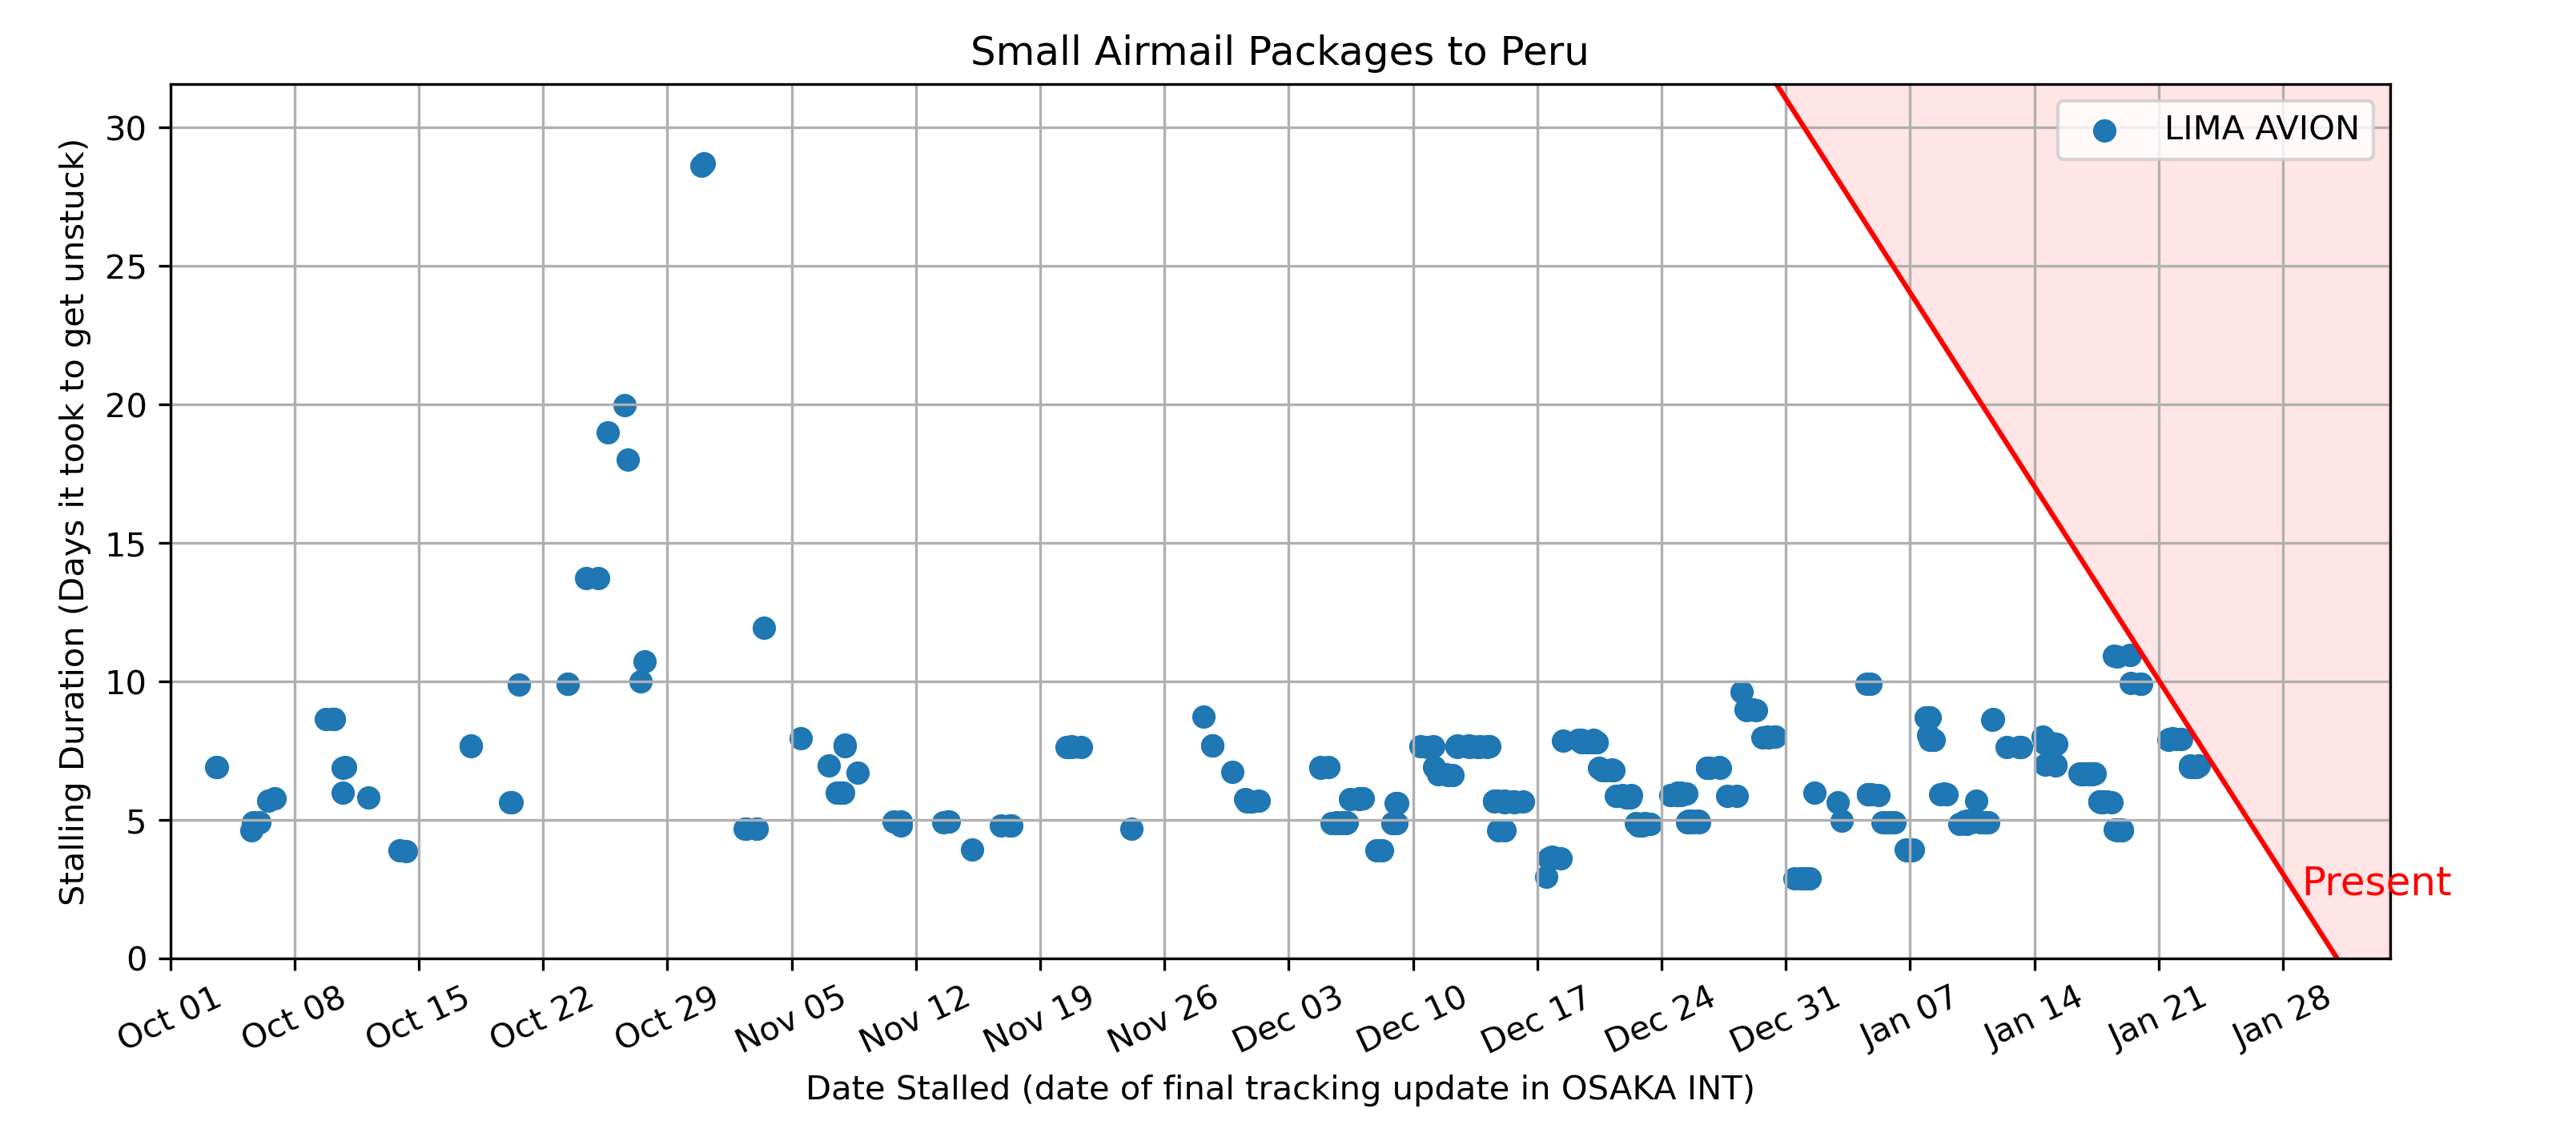 Small Airmail Packages to Peru
LIMA AVION
Stalling Duration (Days it took to get unstuck)
30
25
20
15
10
5
0
Present
Oct 01
Oct 08
Oct 15
Oct 22
Oct 29
Nov 05
Nov 12
Nov 19
Nov 26
Dec 03
Dec 10
Dec 17
Dec 24
Dec 31
Jan 07
Jan 14
Jan 21
Jan 28
Date Stalled (date of final tracking update in OSAKA INT)